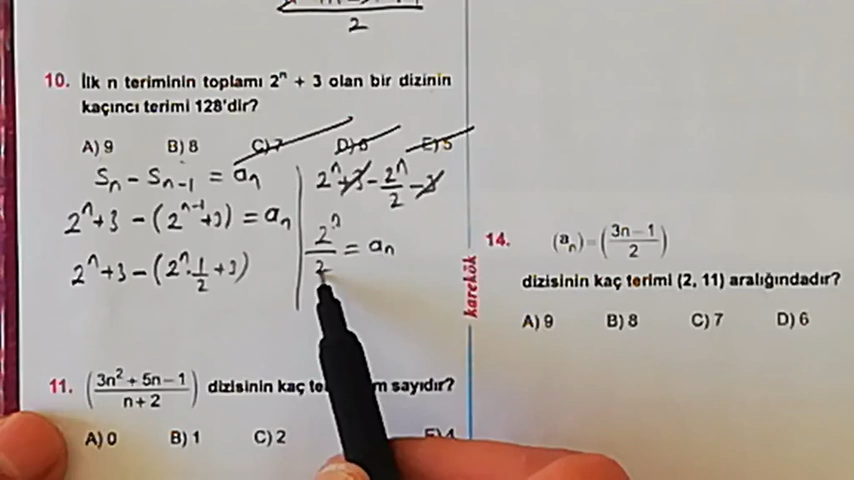 2
10. İlk n teriminin toplamı 2ⁿ + 3 olan bir dizinin
kaçıncı terimi 128'dir?
A) 9 B) 8 C) 7 D) 6 E) 5
Sₙ - Sₙ₋₁ = aₙ
2ⁿ+3 - (2ⁿ⁻¹+3) = aₙ
2ⁿ+3 - (2ⁿ·1/2 +3)
2ⁿ+3 - 2ⁿ/2 - 3
2ⁿ/2 = aₙ
11. (3n² + 5n - 1 / n + 2) dizisinin kaç m sayıdır?
A) 0 B) 1 C) 2 E) 4
karekök
14. (aₙ) = (3n - 1 / 2)
dizisinin kaç terimi (2, 11) aralığındadır?
A) 9 B) 8 C) 7 D) 6